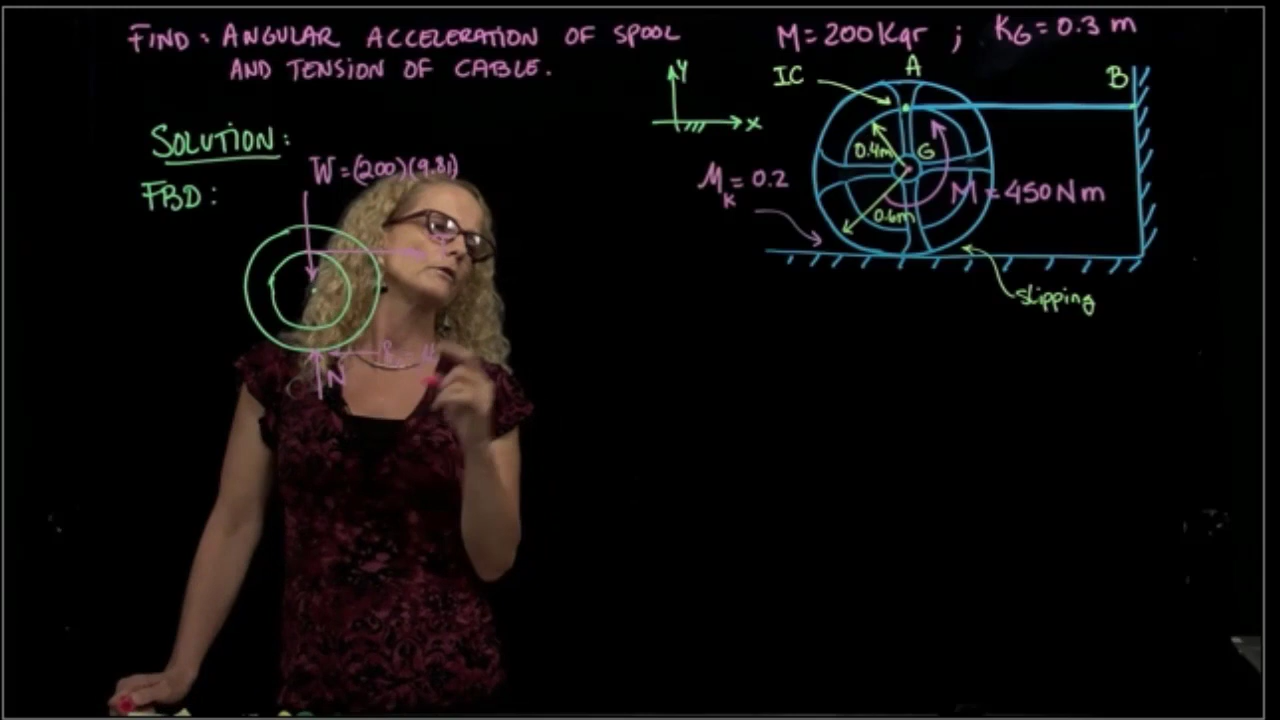 FIND: ANGULAR ACCELERATION OF SPOOL
AND TENSION OF CABLE.
M=200Kgr ; KG=0.3 m
SOLUTION:
FBD:
W=(200)(9.81)
N
Y
x
IC
A
B
0.4m
G
μk=0.2
M=450Nm
0.6m
slipping